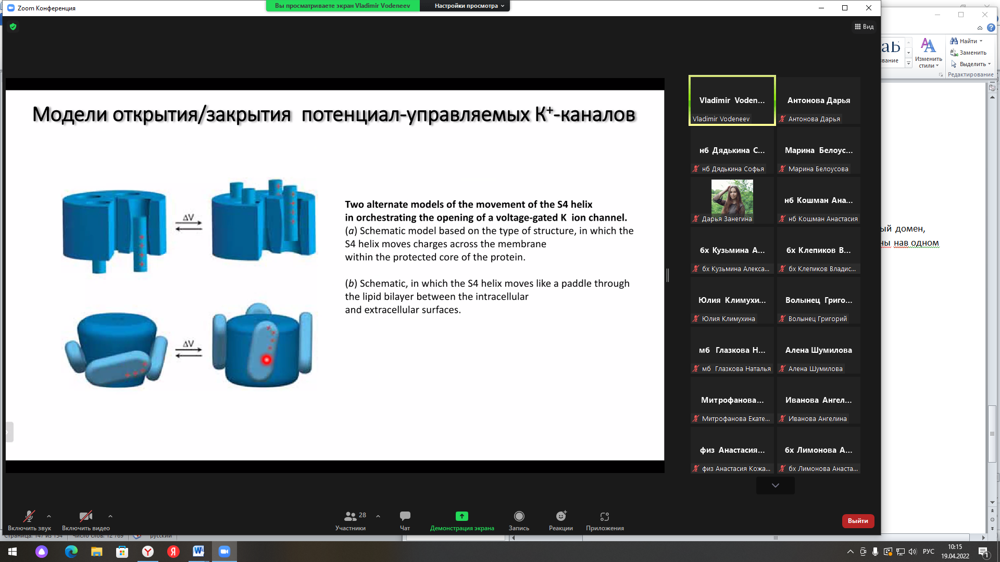 Zoom Конференция
Вы просматриваете экран Vladimir Vodeneev
Настройки просмотра
Вид
Модели открытия/закрытия потенциал-управляемых K⁺-каналов
ΔV
ΔV
Two alternate models of the movement of the S4 helix
in orchestrating the opening of a voltage-gated K ion channel.
(a) Schematic model based on the type of structure, in which the
S4 helix moves charges across the membrane
within the protected core of the protein.
(b) Schematic, in which the S4 helix moves like a paddle through
the lipid bilayer between the intracellular
and extracellular surfaces.
Vladimir Voden...
Vladimir Vodeneev
Антонова Дарья
Антонова Дарья
нб Дядькина С...
нб Дядькина Софья
Марина Белоус...
Марина Белоусова
Дарья Занегина
нб Кошман Ана...
нб Кошман Анастасия
бх Кузьмина А...
бх Кузьмина Алекса...
бх Клепиков В...
бх Клепиков Владис...
Юлия Климухи...
Юлия Климухина
Волынец Григо...
Волынец Григорий
мб Глазкова Н...
мб Глазкова Наталья
Алена Шумилова
Алена Шумилова
Митрофанова...
Митрофанова Екате...
Иванова Ангел...
Иванова Ангелина
физ Анастасия...
физ Анастасия Кожа...
бх Лимонова А...
бх Лимонова Анаста...
аБ
звание
Изменить
стили
Найти
Заменить
Выделить
Редактирование
ый домен,
ны нав одном
Включить звук
Включить видео
28
Участники
Чат
Демонстрация экрана
Запись
Реакции
Приложения
Выйти
Страница: 147 из 154
Число слов: 12 769
русский
РУС
10:15
19.04.2022
1